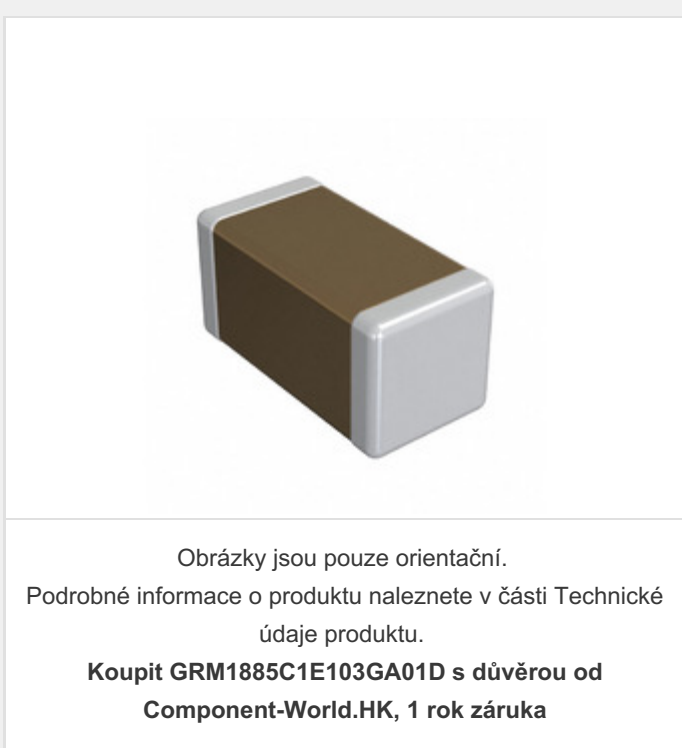 Obrázky jsou pouze orientační.
Podrobné informace o produktu naleznete v části Technické
údaje produktu.
Koupit GRM1885C1E103GA01D s důvěrou od
Component-World.HK, 1 rok záruka